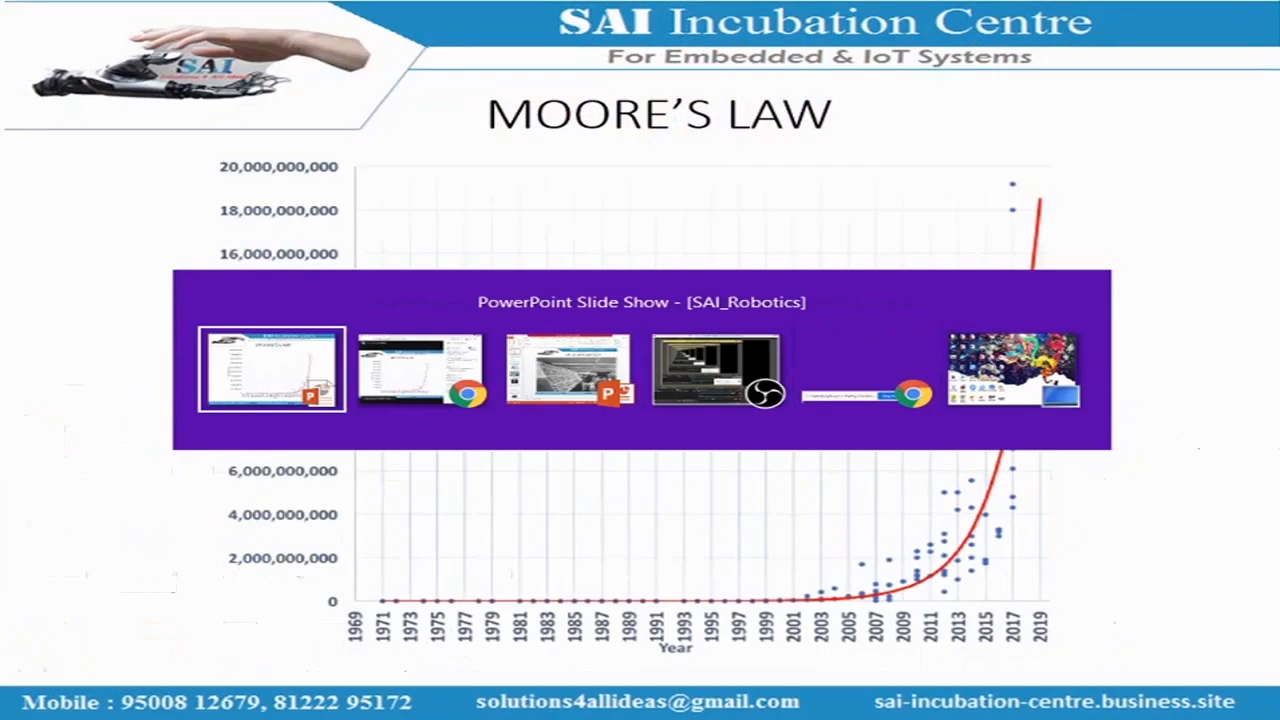 SAI Incubation Centre
For Embedded & IoT Systems
SAI
MOORE'S LAW
20,000,000,000
18,000,000,000
16,000,000,000
PowerPoint Slide Show - [SAI_Robotics]
6,000,000,000
4,000,000,000
2,000,000,000
0
1969 1971 1973 1975 1977 1979 1981 1983 1985 1987 1989 1991 1993 1995 1997 1999 2001 2003 2005 2007 2009 2011 2013 2015 2017 2019
Year
Mobile : 95008 12679, 81222 95172 solutions4allideas@gmail.com sai-incubation-centre.business.site